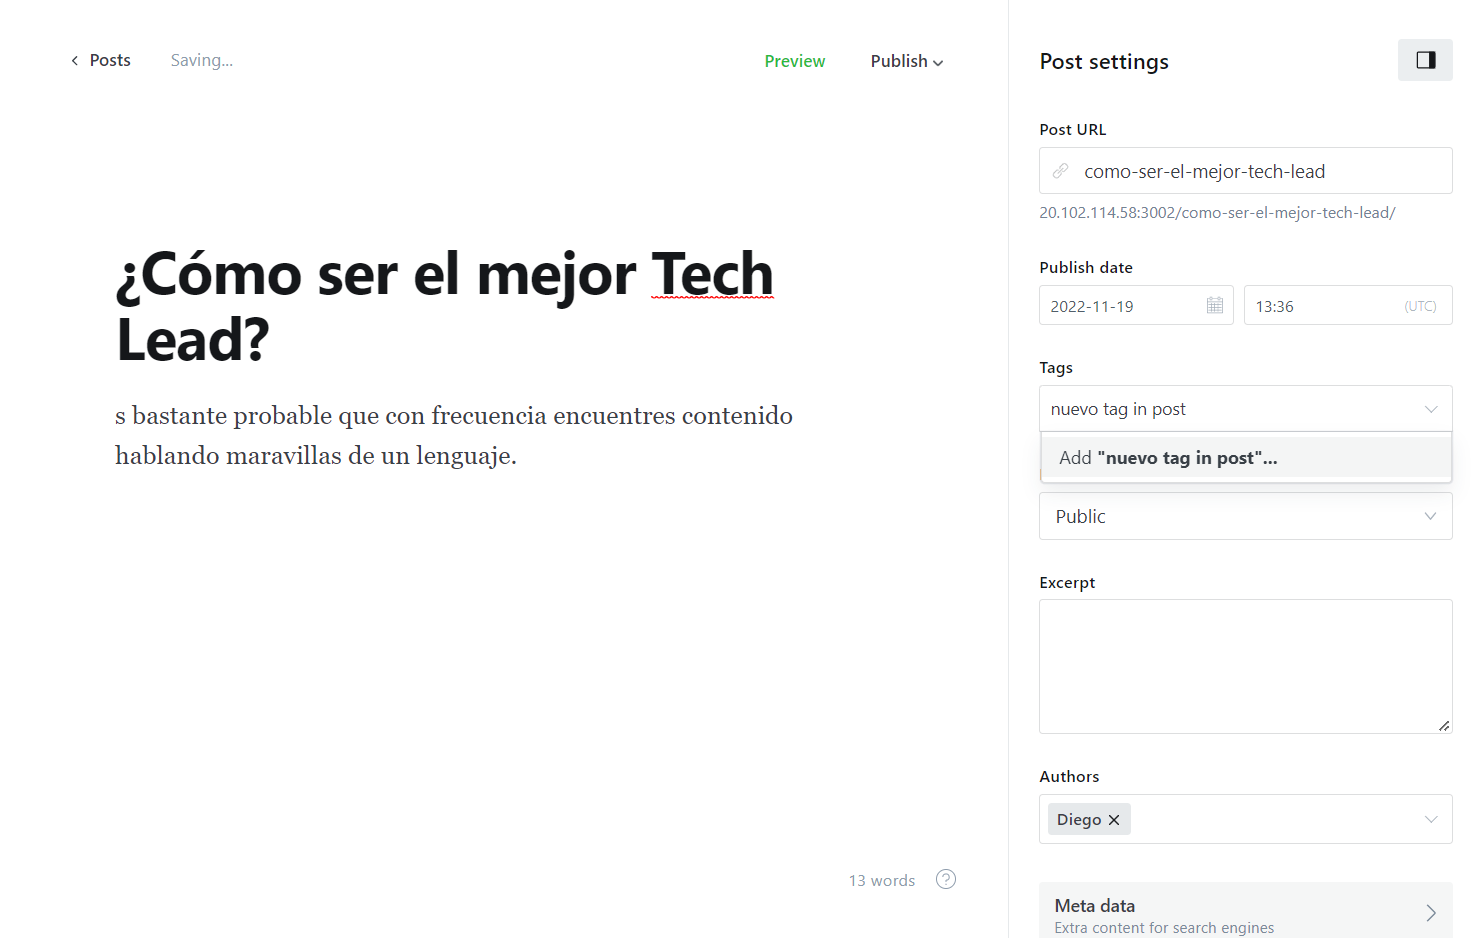 Posts
Saving...
Preview
Publish
¿Cómo ser el mejor Tech
Lead?
s bastante probable que con frecuencia encuentres contenido
hablando maravillas de un lenguaje.
13 words
?
Post settings
Post URL
como-ser-el-mejor-tech-lead
20.102.114.58:3002/como-ser-el-mejor-tech-lead/
Publish date
2022-11-19
13:36
(UTC)
Tags
nuevo tag in post
Add "nuevo tag in post"...
Public
Excerpt
Authors
Diego
Meta data
Extra content for search engines